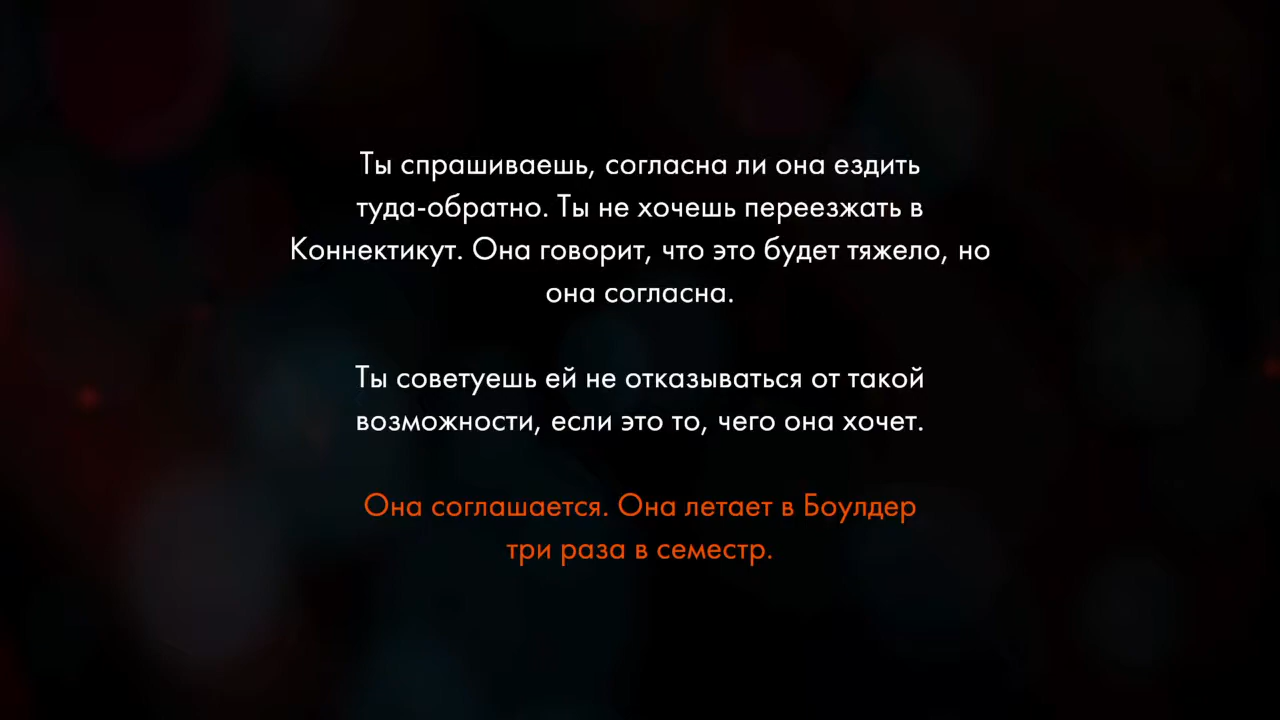 Ты спрашиваешь, согласна ли она ездить
туда-обратно. Ты не хочешь переезжать в
Коннектикут. Она говорит, что это будет тяжело, но
она согласна.
Ты советуешь ей не отказываться от такой
возможности, если это то, чего она хочет.
Она соглашается. Она летает в Боулдер
три раза в семестр.